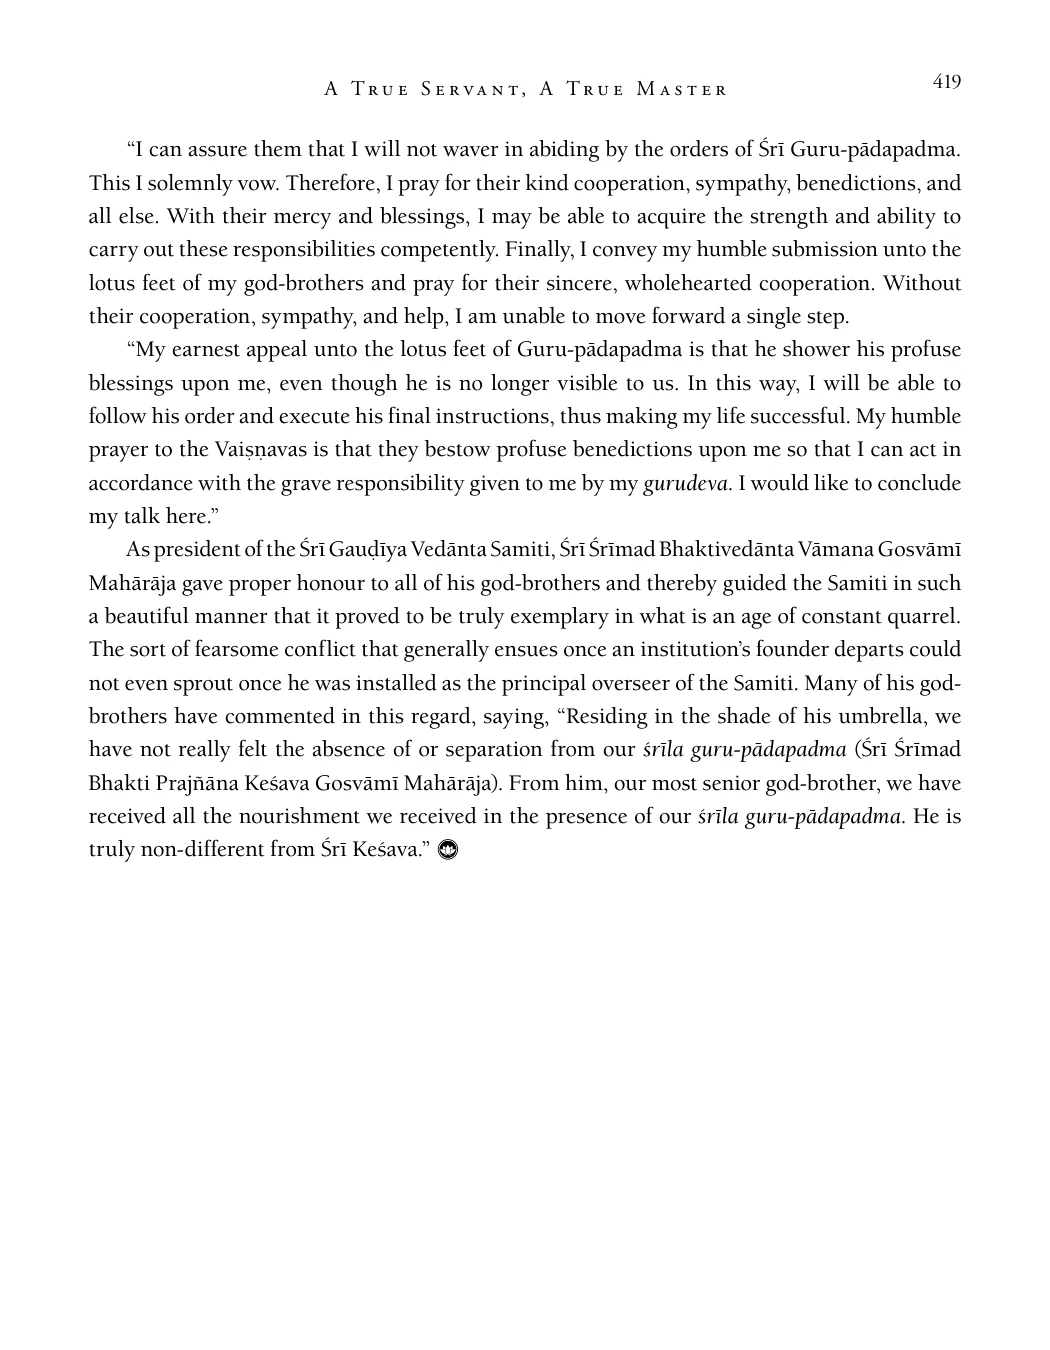 A True Servant, A True Master
419
“I can assure them that I will not waver in abiding by the orders of Śrī Guru-pādapadma.
This I solemnly vow. Therefore, I pray for their kind cooperation, sympathy, benedictions, and
all else. With their mercy and blessings, I may be able to acquire the strength and ability to
carry out these responsibilities competently. Finally, I convey my humble submission unto the
lotus feet of my god-brothers and pray for their sincere, wholehearted cooperation. Without
their cooperation, sympathy, and help, I am unable to move forward a single step.
“My earnest appeal unto the lotus feet of Guru-pādapadma is that he shower his profuse
blessings upon me, even though he is no longer visible to us. In this way, I will be able to
follow his order and execute his final instructions, thus making my life successful. My humble
prayer to the Vaiṣṇavas is that they bestow profuse benedictions upon me so that I can act in
accordance with the grave responsibility given to me by my gurudeva. I would like to conclude
my talk here.”
As president of the Śrī Gauḍīya Vedānta Samiti, Śrī Śrīmad Bhaktivedānta Vāmana Gosvāmī
Mahārāja gave proper honour to all of his god-brothers and thereby guided the Samiti in such
a beautiful manner that it proved to be truly exemplary in what is an age of constant quarrel.
The sort of fearsome conflict that generally ensues once an institution’s founder departs could
not even sprout once he was installed as the principal overseer of the Samiti. Many of his god-
brothers have commented in this regard, saying, “Residing in the shade of his umbrella, we
have not really felt the absence of or separation from our śrīla guru-pādapadma (Śrī Śrīmad
Bhakti Prajñāna Keśava Gosvāmī Mahārāja). From him, our most senior god-brother, we have
received all the nourishment we received in the presence of our śrīla guru-pādapadma. He is
truly non-different from Śrī Keśava.”